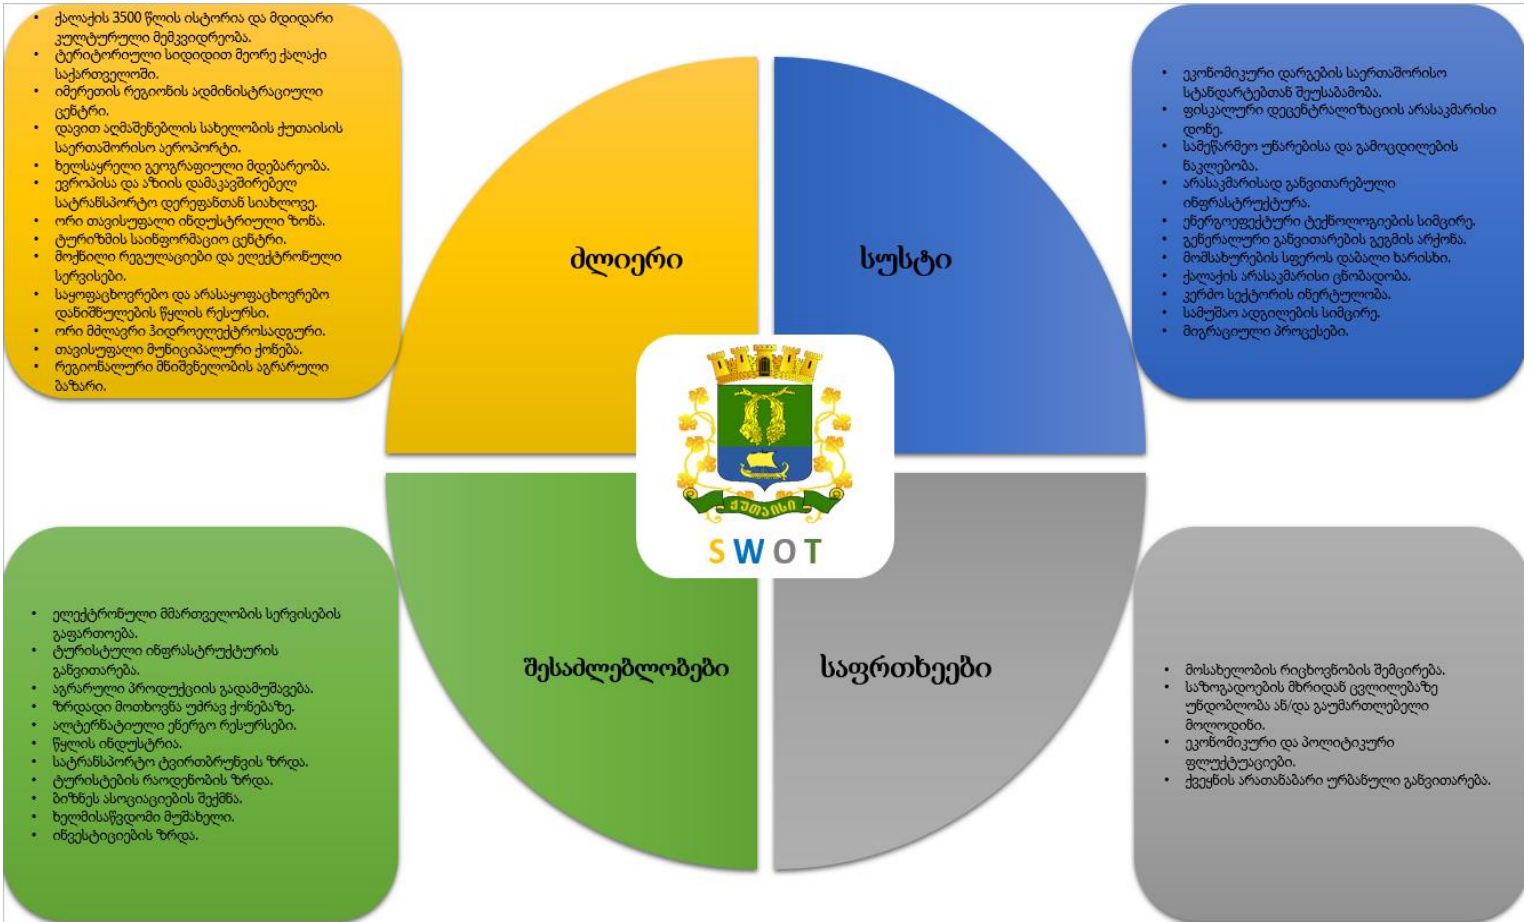 • ქალაქის 3500 წლის ისტორია და მდიდარი
კულტურული მემკვიდრეობა.
• ტერიტორიული სიდიდით მეორე ქალაქი
საქართველოში.
• იმერეთის რეგიონის ადმინისტრაციული
ცენტრი.
• დავით აღმაშენებლის სახელობის ქუთაისის
საერთაშორისო აეროპორტი.
• ხელსაყრელი გეოგრაფიული მდებარეობა.
• ევროპისა და აზიის დამაკავშირებელ
სატრანსპორტო დერეფანთან სიახლოვე.
• ორი თავისუფალი ინდუსტრიული ზონა.
• ტურიზმის საინფორმაციო ცენტრი.
• მოქნილი რეგულაციები და ელექტრონული
სერვისები.
• საყოფაცხოვრებო და არასაყოფაცხოვრებო
დანიშნულების წყლის რესურსი.
• ორი მძლავრი ჰიდროელექტროსადგური.
• თავისუფალი მუნიციპალური ქონება.
• რეგიონალური მნიშვნელობის აგრარული
ბაზარი.
ძლიერი
სუსტი
• ეკონომიკური დარგების საერთაშორისო
სტანდარტებთან შეუსაბამობა.
• ფისკალური დეცენტრალიზაციის არასაკმარისი
დონე.
• სამეწარმეო უნარებისა და გამოცდილების
ნაკლებობა.
• არასაკმარისად განვითარებული
ინფრასტრუქტურა.
• ენერგოეფექტური ტექნოლოგიების სიმცირე.
• გენერალური განვითარების გეგმის არქონა.
• მომსახურების სფეროს დაბალი ხარისხი.
• ქალაქის არასაკმარისი ცნობადობა.
• კერძო სექტორის ინერტულობა.
• სამუშაო ადგილების სიმცირე.
• მიგრაციული პროცესები.
ქუთაისი
SWOT
• ელექტრონული მმართველობის სერვისების
გაფართოება.
• ტურისტული ინფრასტრუქტურის
განვითარება.
• აგრარული პროდუქციის გადამუშავება.
• ზრდადი მოთხოვნა უძრავ ქონებაზე.
• ალტერნატიული ენერგო რესურსები.
• წყლის ინდუსტრია.
• სატრანსპორტო ტვირთბრუნვის ზრდა.
• ტურისტების რაოდენობის ზრდა.
• ბიზნეს ასოციაციების შექმნა.
• ხელმისაწვდომი მუშახელი.
• ინვესტიციების ზრდა.
შესაძლებლობები
საფრთხეები
• მოსახელობის რიცხოვნობის შემცირება.
• საზოგადოების მხრიდან ცვლილებაზე
უნდობლობა ან/და გაუმართლებელი
მოლოდინი.
• ეკონომიკური და პოლიტიკური
ფლუქტუაციები.
• ქვეყნის არათანაბარი ურბანული განვითარება.